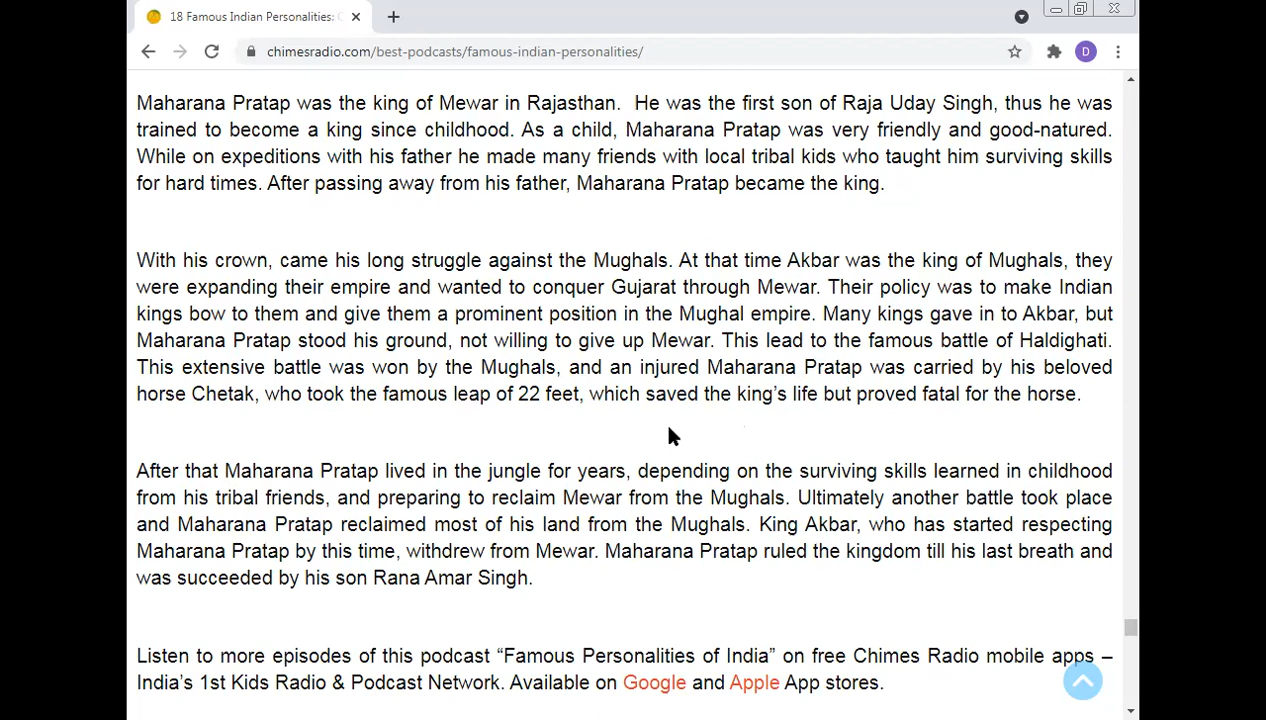 18 Famous Indian Personalities:
chimesradio.com/best-podcasts/famous-indian-personalities/
D
Maharana Pratap was the king of Mewar in Rajasthan.  He was the first son of Raja Uday Singh, thus he was
trained to become a king since childhood. As a child, Maharana Pratap was very friendly and good-natured.
While on expeditions with his father he made many friends with local tribal kids who taught him surviving skills
for hard times. After passing away from his father, Maharana Pratap became the king.
With his crown, came his long struggle against the Mughals. At that time Akbar was the king of Mughals, they
were expanding their empire and wanted to conquer Gujarat through Mewar. Their policy was to make Indian
kings bow to them and give them a prominent position in the Mughal empire. Many kings gave in to Akbar, but
Maharana Pratap stood his ground, not willing to give up Mewar. This lead to the famous battle of Haldighati.
This extensive battle was won by the Mughals, and an injured Maharana Pratap was carried by his beloved
horse Chetak, who took the famous leap of 22 feet, which saved the king’s life but proved fatal for the horse.
After that Maharana Pratap lived in the jungle for years, depending on the surviving skills learned in childhood
from his tribal friends, and preparing to reclaim Mewar from the Mughals. Ultimately another battle took place
and Maharana Pratap reclaimed most of his land from the Mughals. King Akbar, who has started respecting
Maharana Pratap by this time, withdrew from Mewar. Maharana Pratap ruled the kingdom till his last breath and
was succeeded by his son Rana Amar Singh.
Listen to more episodes of this podcast “Famous Personalities of India” on free Chimes Radio mobile apps –
India’s 1st Kids Radio & Podcast Network. Available on Google and Apple App stores.